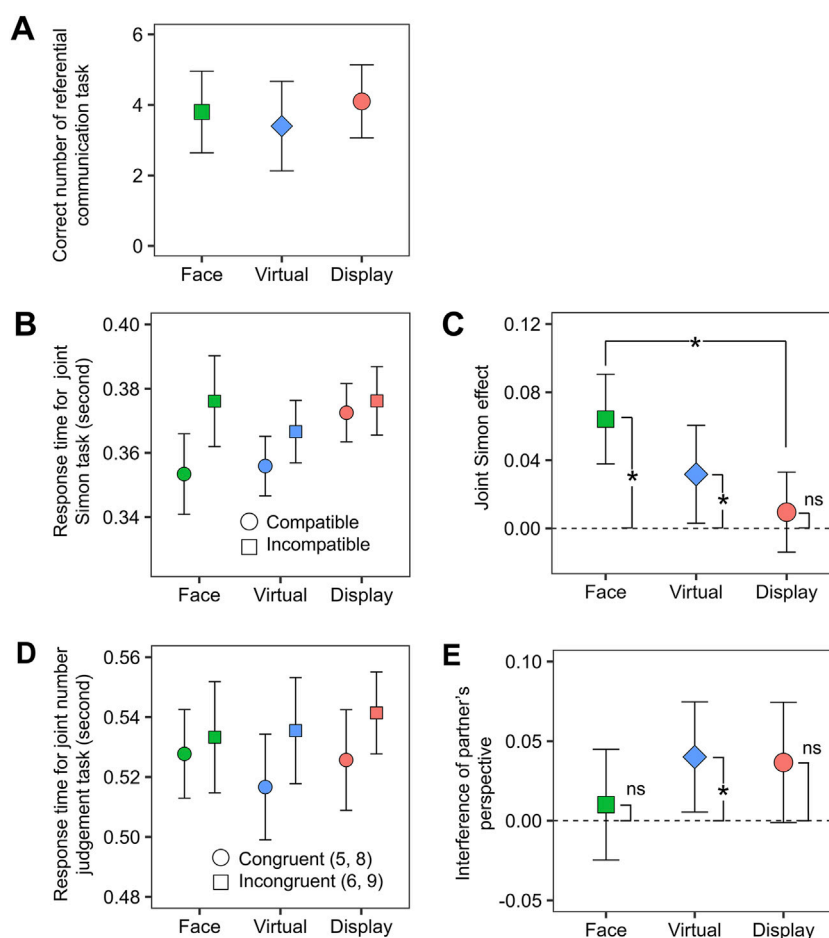 A
Correct number of referential
communication task
6
4
2
0
Face Virtual Display
B
Response time for joint
Simon task (second)
0.40
0.38
0.36
0.34
Compatible
Incompatible
Face Virtual Display
C
Joint Simon effect
0.12
0.08
0.04
0.00
*
*
*
ns
Face Virtual Display
D
Response time for joint number
judgement task (second)
0.56
0.54
0.52
0.50
0.48
Congruent (5, 8)
Incongruent (6, 9)
Face Virtual Display
E
Interference of partner's
perspective
0.10
0.05
0.00
-0.05
ns
*
ns
Face Virtual Display